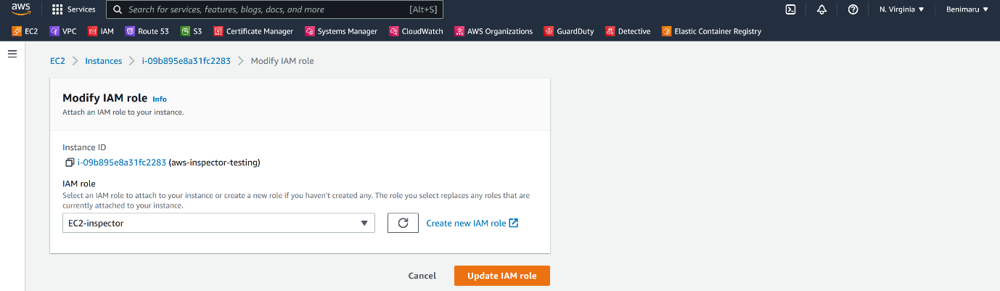 aws Services Search for services, features, blogs, docs, and more [Alt+S] N. Virginia Benimaru
EC2 VPC IAM Route 53 S3 Certificate Manager Systems Manager CloudWatch AWS Organizations GuardDuty Detective Elastic Container Registry
EC2 Instances i-09b895e8a31fc2283 Modify IAM role
Modify IAM role Info
Attach an IAM role to your instance.
Instance ID
i-09b895e8a31fc2283 (aws-inspector-testing)
IAM role
Select an IAM role to attach to your instance or create a new role if you haven't created any. The role you select replaces any roles that are
currently attached to your instance.
EC2-inspector Create new IAM role
Cancel Update IAM role